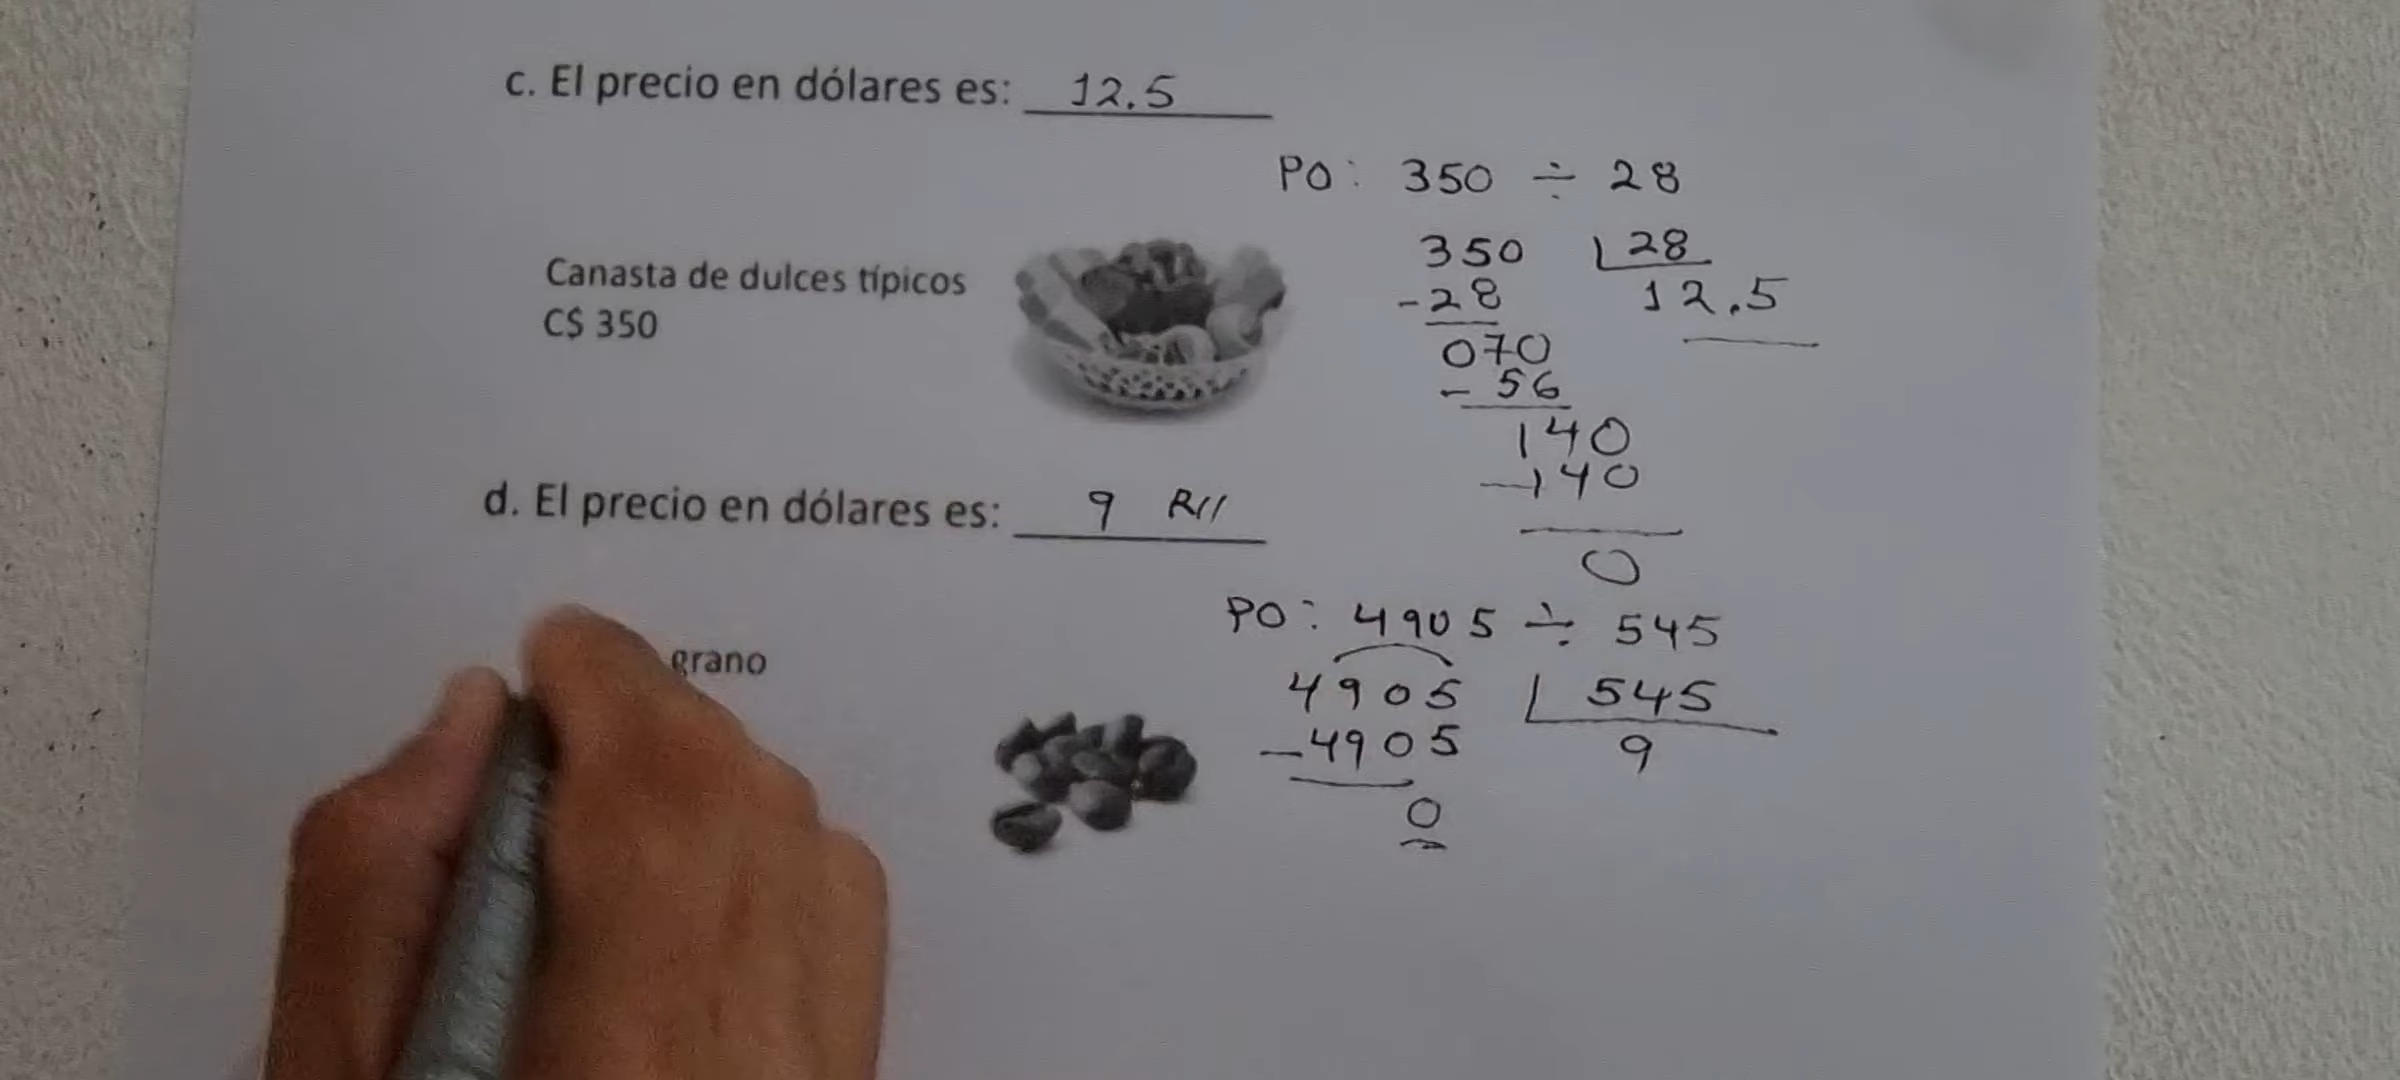 c. El precio en dólares es: 12.5
PO: 350 ÷ 28
Canasta de dulces típicos
C$ 350
350 28
-28 12.5
070
- 56
140
-140
0
d. El precio en dólares es: 9 R//
PO: 4905 ÷ 545
grano
4905 545
-4905 9
0